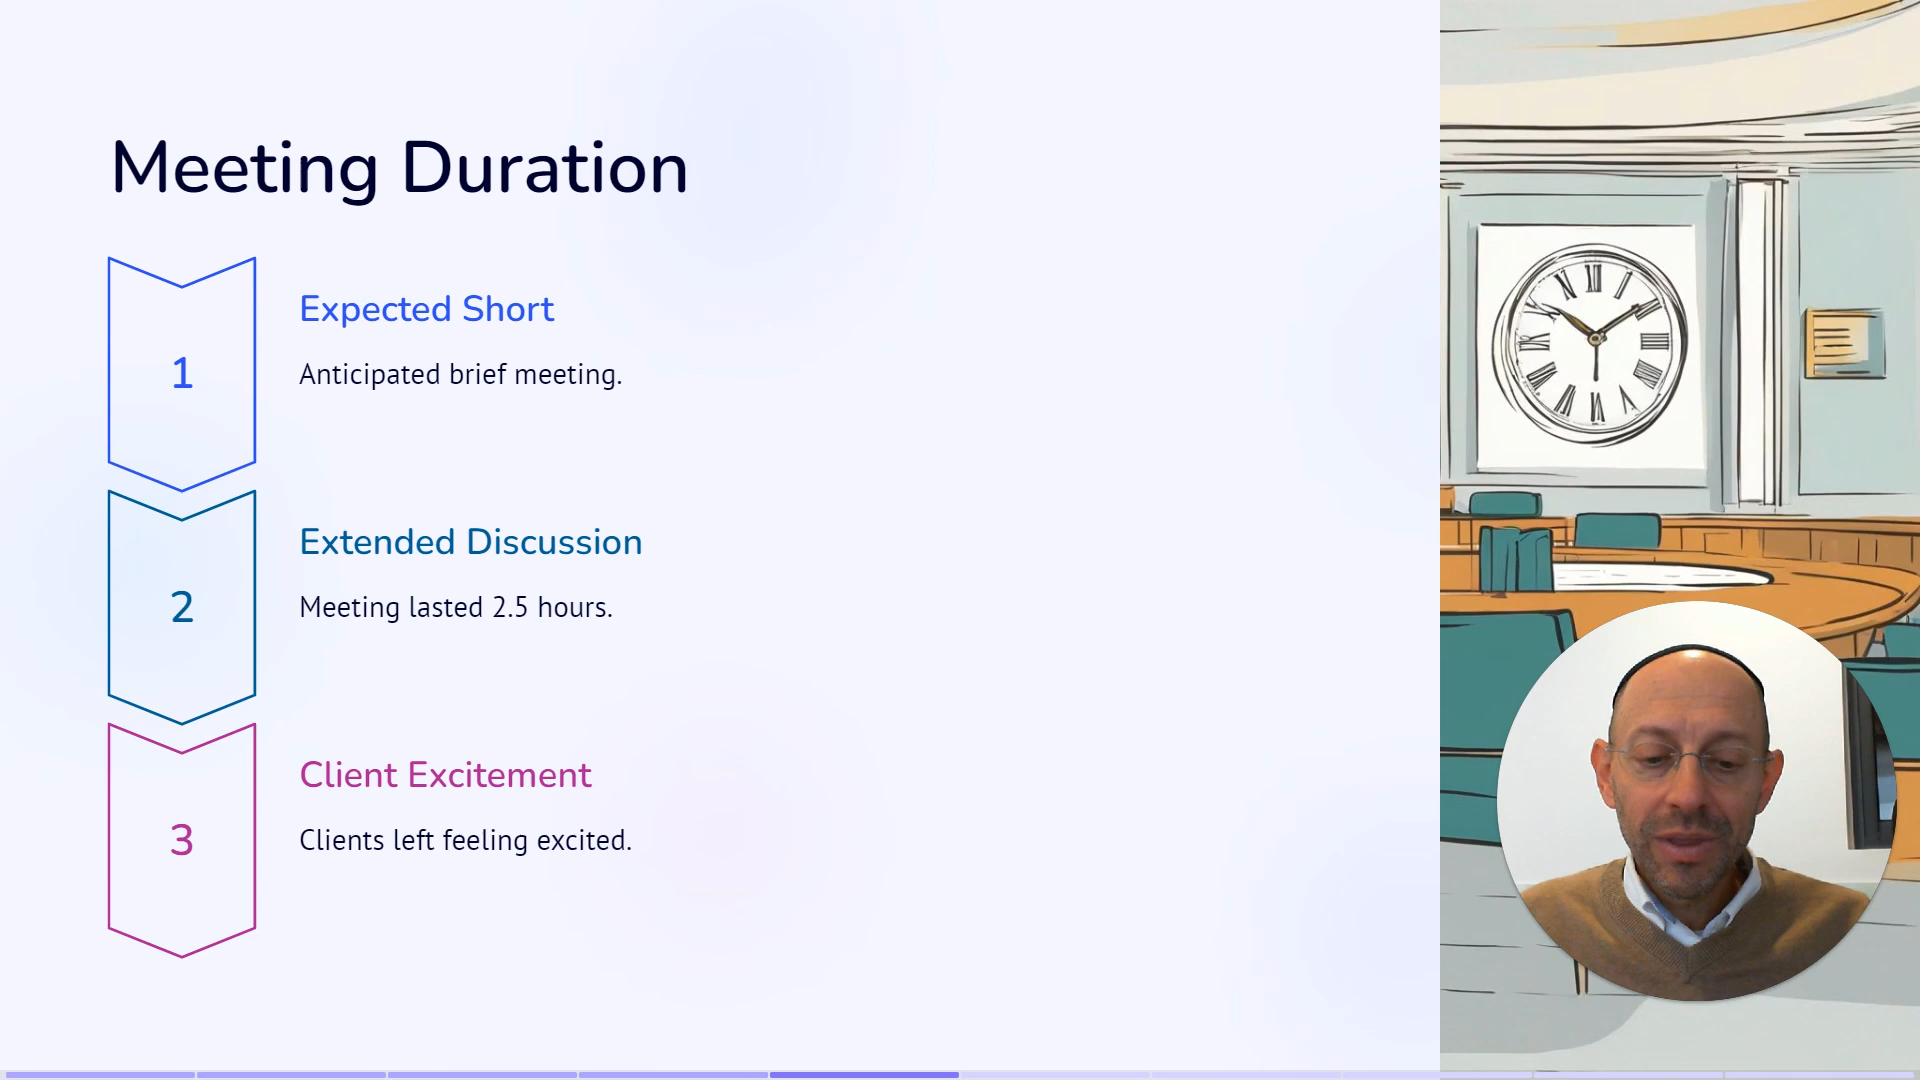 Meeting Duration
1
Expected Short
Anticipated brief meeting.
2
Extended Discussion
Meeting lasted 2.5 hours.
3
Client Excitement
Clients left feeling excited.